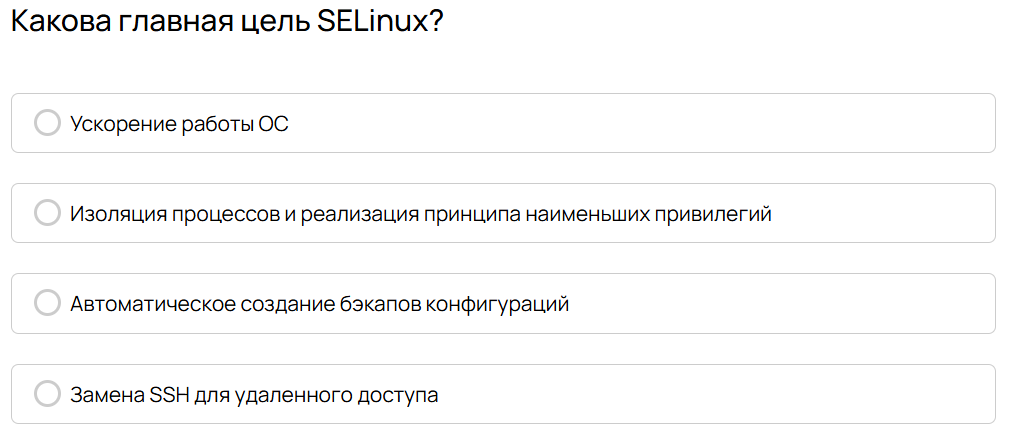 Какова главная цель SELinux?
Ускорение работы ОС
Изоляция процессов и реализация принципа наименьших привилегий
Автоматическое создание бэкапов конфигураций
Замена SSH для удаленного доступа